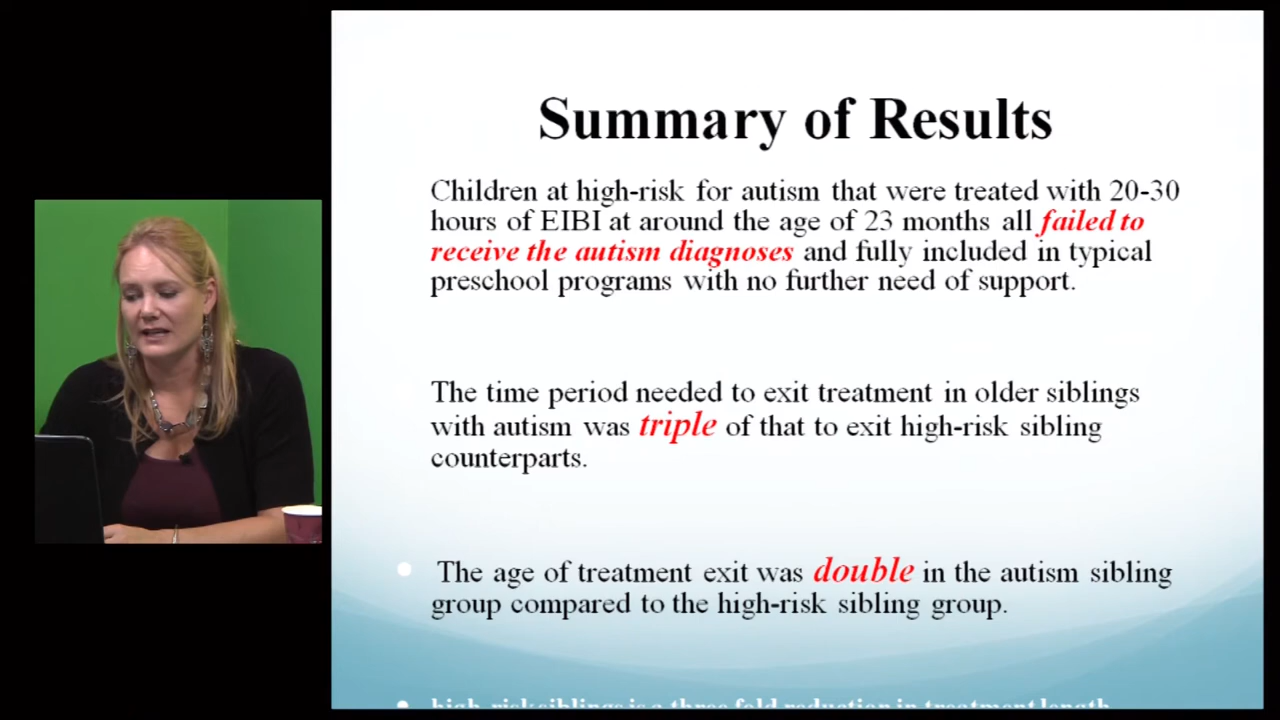 Summary of Results
Children at high-risk for autism that were treated with 20-30
hours of EIBI at around the age of 23 months all failed to
receive the autism diagnoses and fully included in typical
preschool programs with no further need of support.
The time period needed to exit treatment in older siblings
with autism was triple of that to exit high-risk sibling
counterparts.
The age of treatment exit was double in the autism sibling
group compared to the high-risk sibling group.
high-risk siblings is a three fold reduction in treatment length